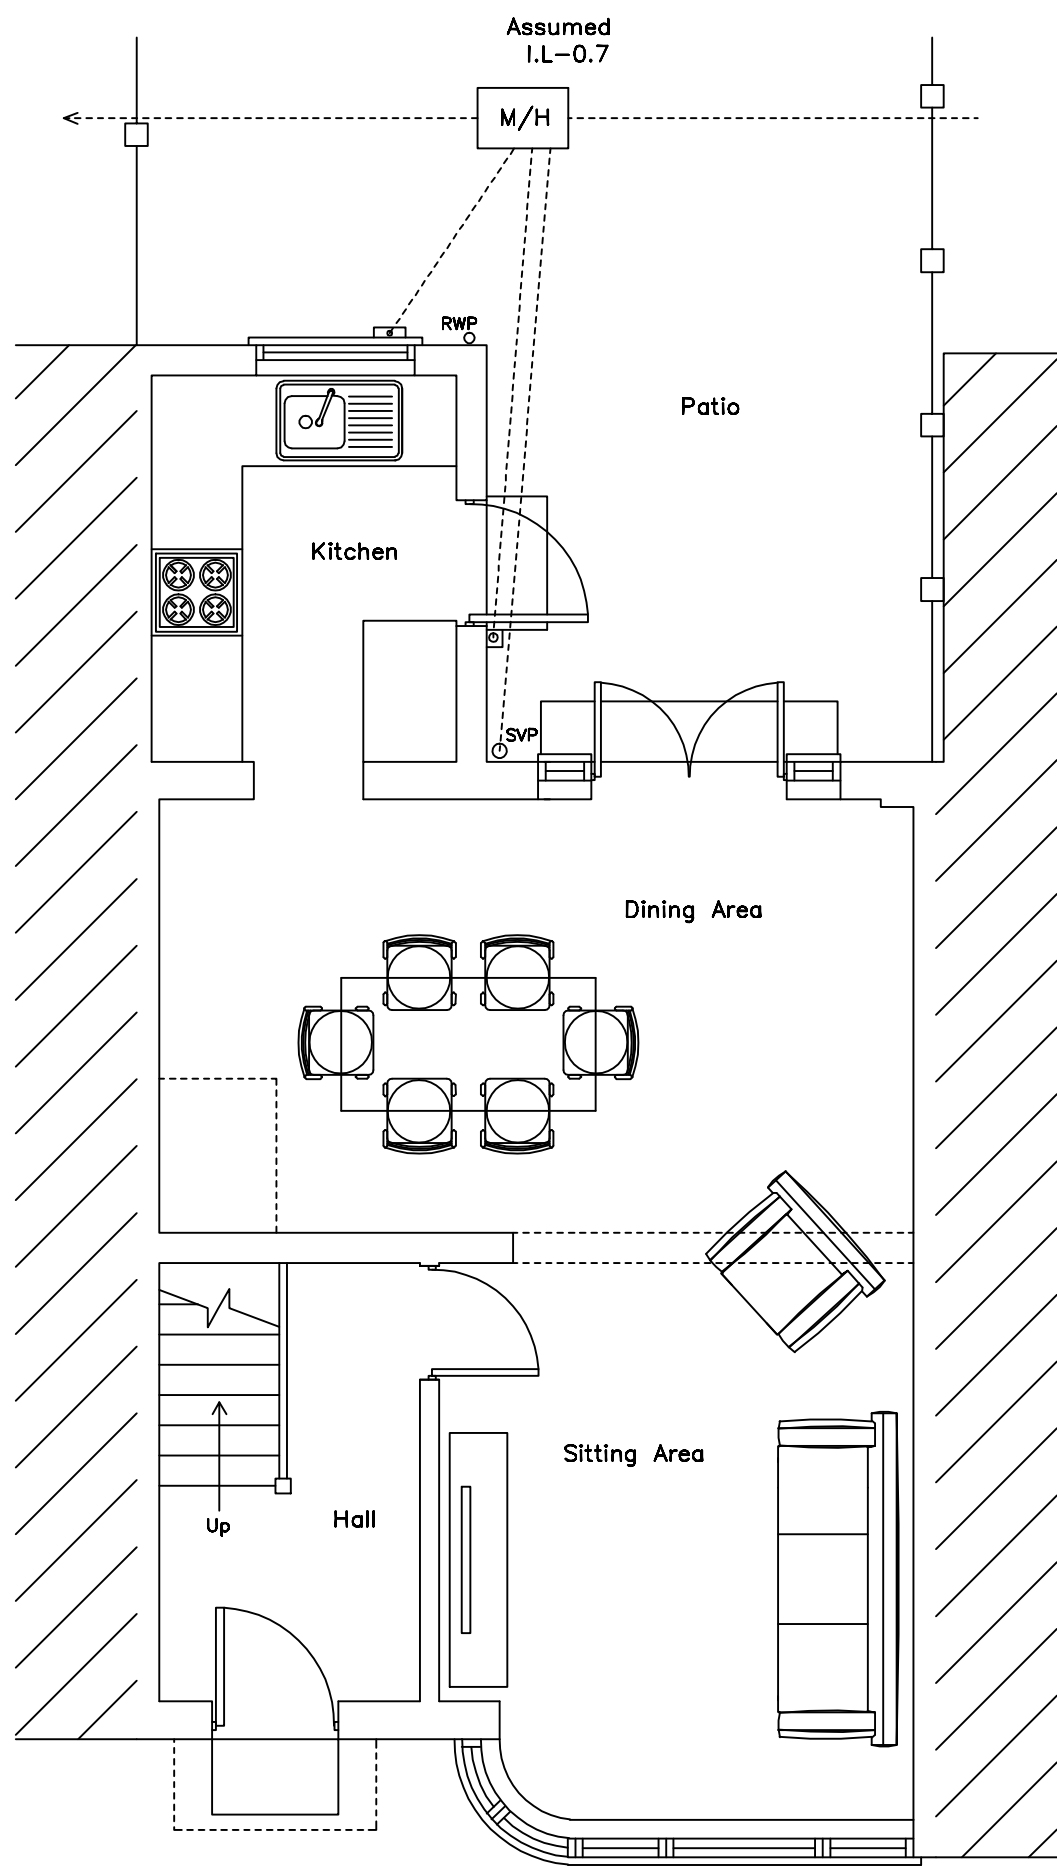 Assumed
I.L-0.7
M/H
RWP
Patio
Kitchen
SVP
Dining Area
Sitting Area
Hall
Up